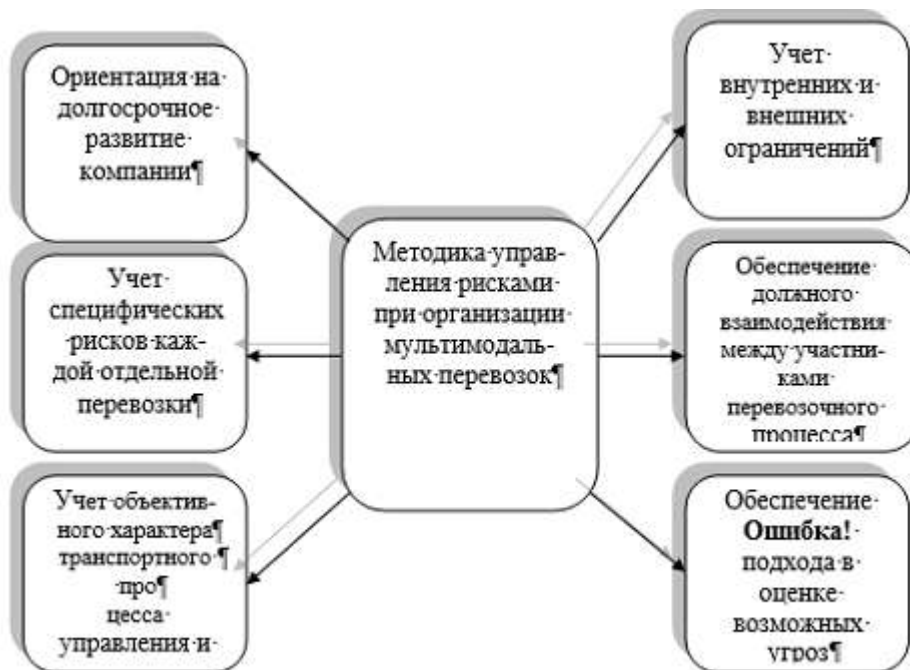 Ориентация·на·
долгосрочное·
развитие·
компании¶
Учет·
специфических·
рисков·каж-
дой·отдельной·
перевозки¶
Учет·объектив-
ного·характера¶
транспортного·¶
про¶
цесса·
управления·и·
Методика·управ-
ления·рисками·
при·организации·
мультимодаль-
ных·перевозок¶
Учет·
внутренних·и·
внешних·
ограничений¶
Обеспечение·
должного·
взаимодействия·
между·участни-
ками·
перевозочного·
процесса¶
Обеспечение·
Ошибка!·
подхода·в·
оценке·
возможных·
угроз¶